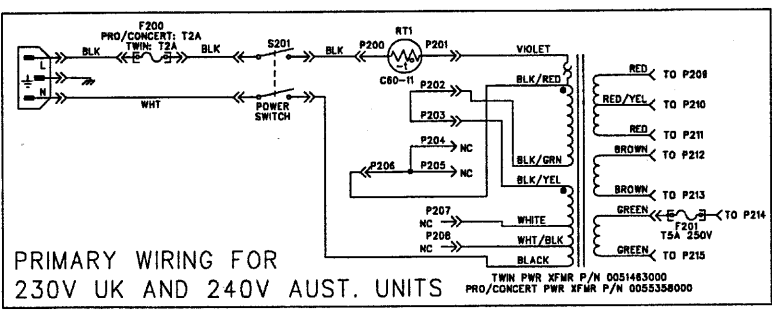 F200
PRO/CONCERT: T2A
TWIN: T2A
BLK
BLK
S201
BLK
P200
RT1
P201
-t
C60-11
VIOLET
L
N
WHT
POWER
SWITCH
BLK/RED
P202
P203
P204
NC
P205
NC
P206
BLK/GRN
BLK/YEL
P207
NC
WHITE
P208
NC
WHT/BLK
BLACK
RED
TO P209
RED/YEL
TO P210
RED
TO P211
BROWN
TO P212
BROWN
TO P213
GREEN
TO P214
F201
T5A 250V
GREEN
TO P215
PRIMARY WIRING FOR
230V UK AND 240V AUST. UNITS
TWIN PWR XFMR P/N 0051463000
PRO/CONCERT PWR XFMR P/N 0055358000